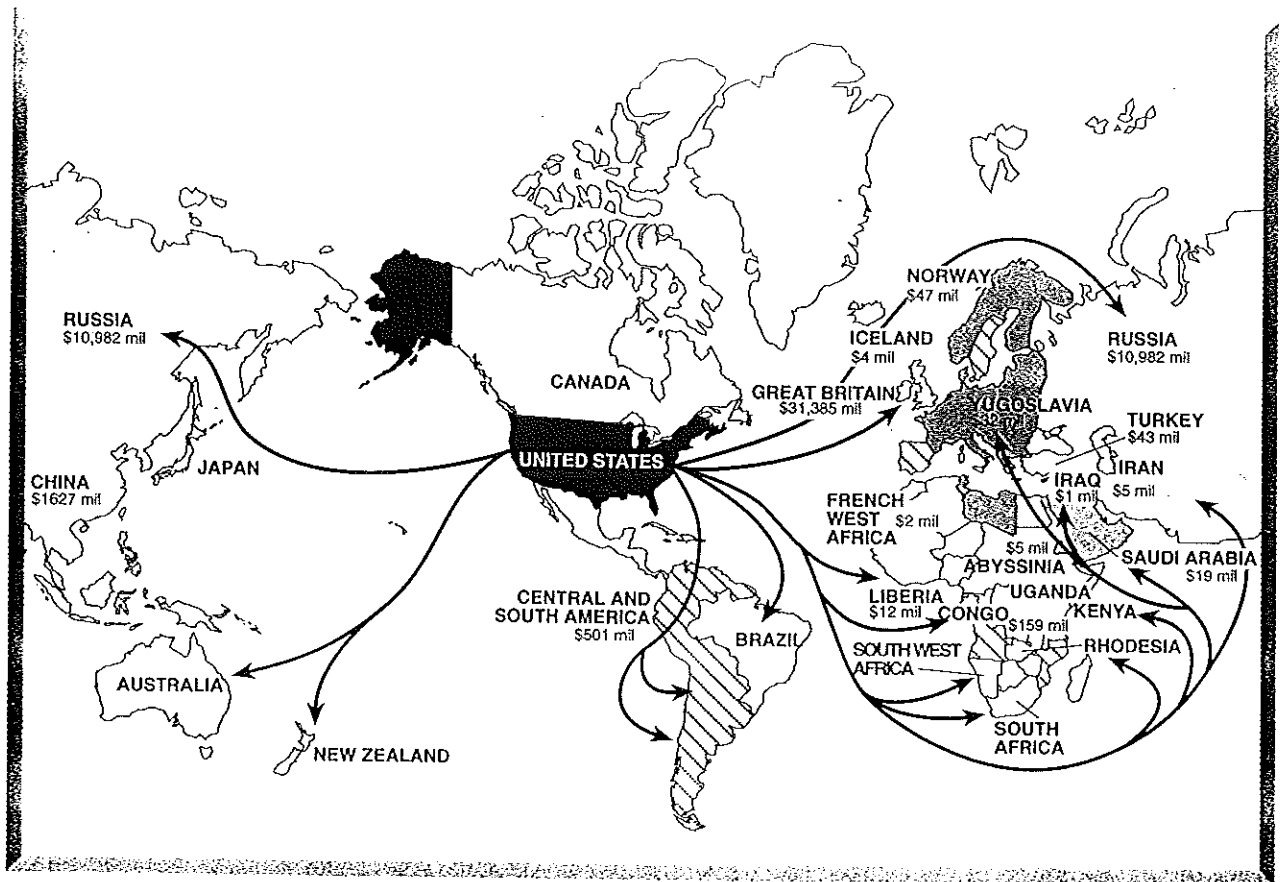 NORWAY
$47 mil
RUSSIA
$10,982 mil
ICELAND
$4 mil
RUSSIA
$10,982 mil
CANADA
GREAT BRITAIN
$31,385 mil
YUGOSLAVIA
mil
TURKEY
$43 mil
UNITED STATES
JAPAN
CHINA
$1627 mil
IRAQ
$1 mil
IRAN
$5 mil
FRENCH
WEST
AFRICA
$2 mil
$5 mil
ABYSSINIA
SAUDI ARABIA
$19 mil
CENTRAL AND
SOUTH AMERICA
$501 mil
LIBERIA
$12 mil
UGANDA
CONGO
$159 mil
KENYA
BRAZIL
SOUTH WEST
AFRICA
RHODESIA
AUSTRALIA
NEW ZEALAND
SOUTH
AFRICA